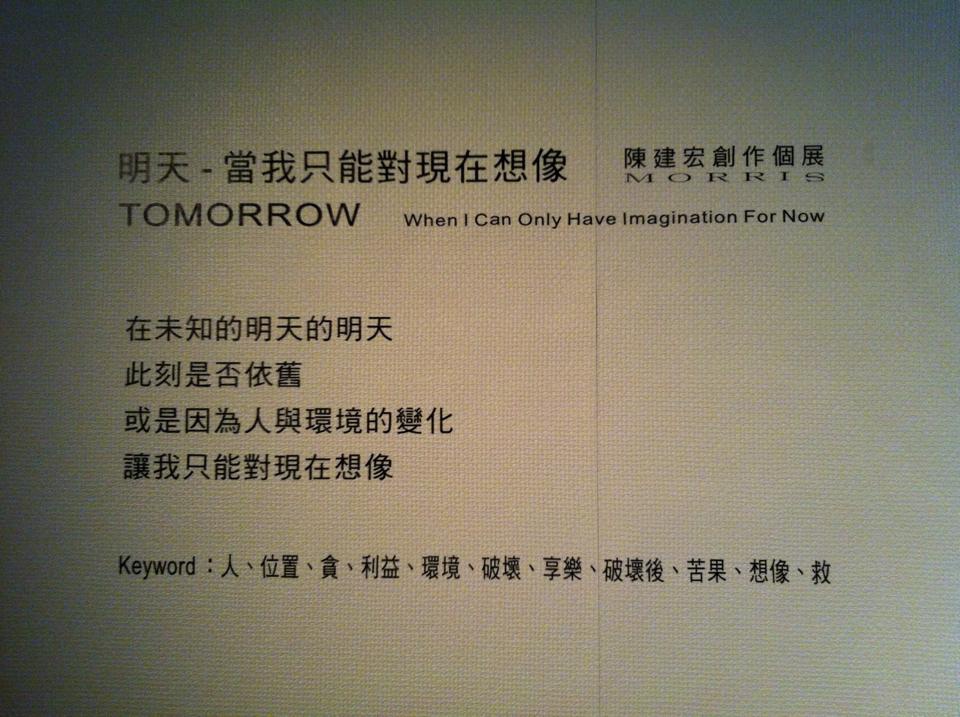 明天 - 當我只能對現在想像 陳建宏創作個展
MORRIS
TOMORROW When I Can Only Have Imagination For Now
在未知的明天的明天
此刻是否依舊
或是因為人與環境的變化
讓我只能對現在想像
Keyword：人、位置、貪、利益、環境、破壞、享樂、破壞後、苦果、想像、救